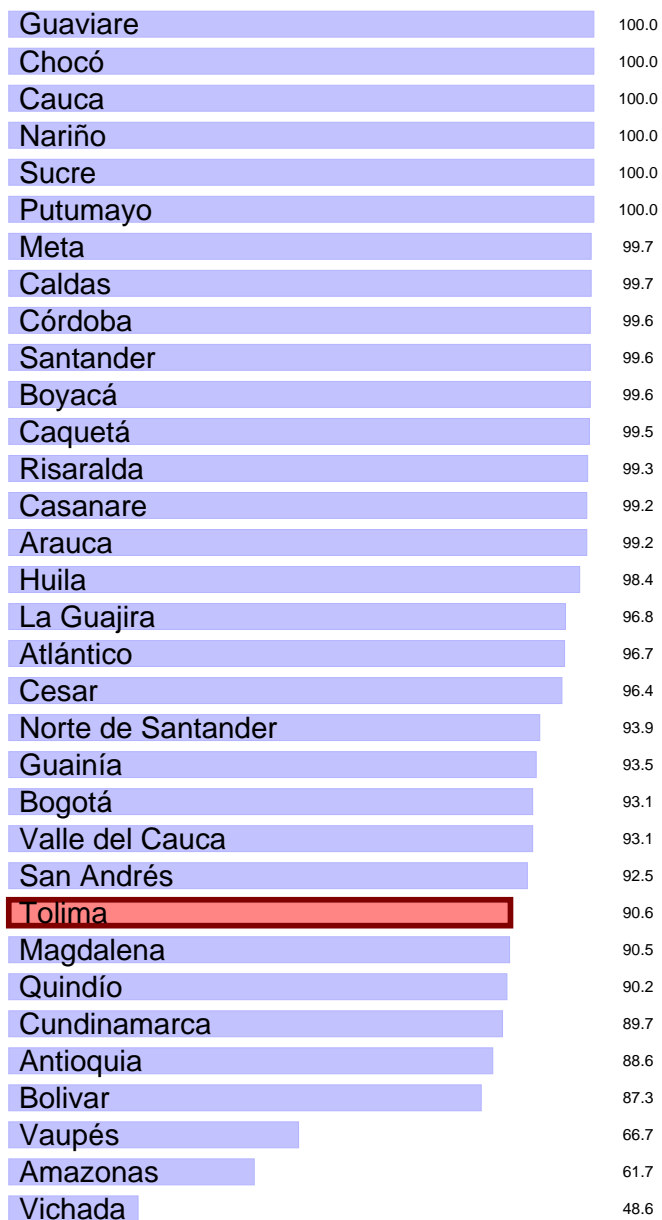 Guaviare 100.0
Chocó 100.0
Cauca 100.0
Nariño 100.0
Sucre 100.0
Putumayo 100.0
Meta 99.7
Caldas 99.7
Córdoba 99.6
Santander 99.6
Boyacá 99.6
Caquetá 99.5
Risaralda 99.3
Casanare 99.2
Arauca 99.2
Huila 98.4
La Guajira 96.8
Atlántico 96.7
Cesar 96.4
Norte de Santander 93.9
Guainía 93.5
Bogotá 93.1
Valle del Cauca 93.1
San Andrés 92.5
Tolima 90.6
Magdalena 90.5
Quindío 90.2
Cundinamarca 89.7
Antioquia 88.6
Bolivar 87.3
Vaupés 66.7
Amazonas 61.7
Vichada 48.6